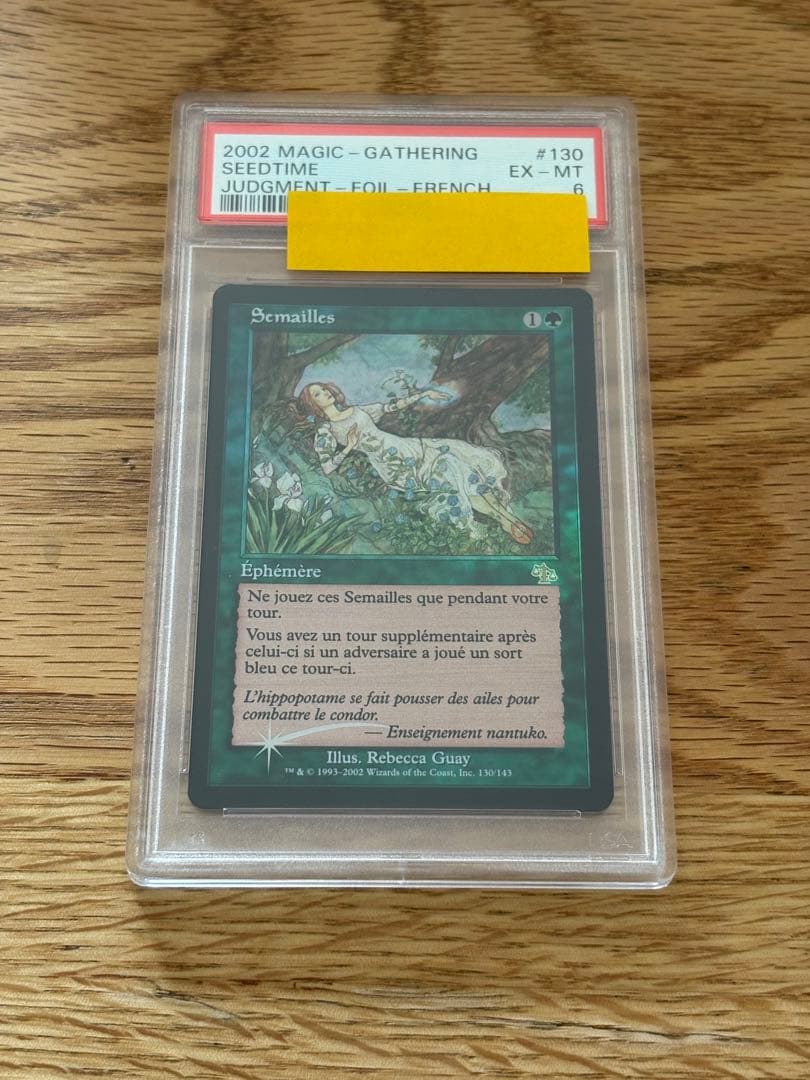 2002 MAGIC - GATHERING #130
SEEDTIME EX - MT
JUDGMENT - FOIL - FRENCH 6
Semailles 1
Éphémère
Ne jouez ces Semailles que pendant votre
tour.
Vous avez un tour supplémentaire après
celui-ci si un adversaire a joué un sort
bleu ce tour-ci.
L'hippopotame se fait pousser des ailes pour
combattre le condor.
— Enseignement nantuko.
Illus. Rebecca Guay
™ & © 1993-2002 Wizards of the Coast, Inc. 130/143